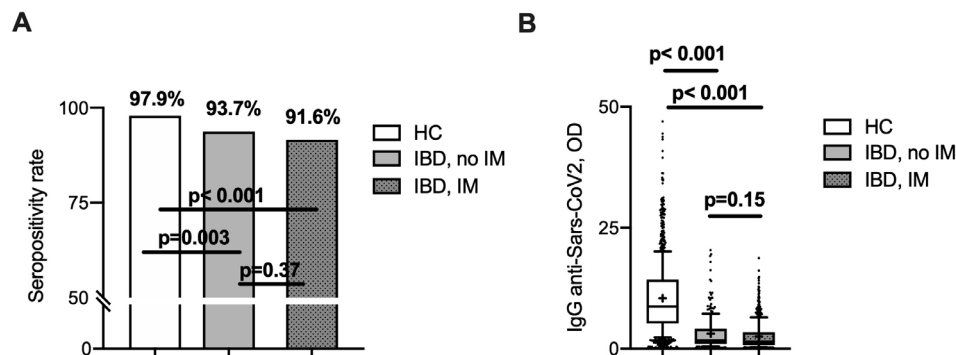 A
97.9%
93.7%
91.6%
100
75
50
0
Seropositivity rate
p< 0.001
p=0.003
p=0.37
HC
IBD, no IM
IBD, IM
B
p< 0.001
p< 0.001
p=0.15
50
25
0
IgG anti-Sars-CoV2, OD
HC
IBD, no IM
IBD, IM